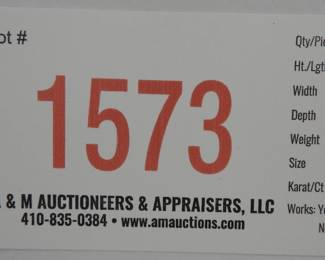 ot #
1573
& M AUCTIONEERS & APPRAISERS, LLC
410-835-0384 • www.amauctions.com
Qty/Pie
Ht./Lgt
Width
Depth
Weight
Size
Karat/Ct
Works: Ye
N